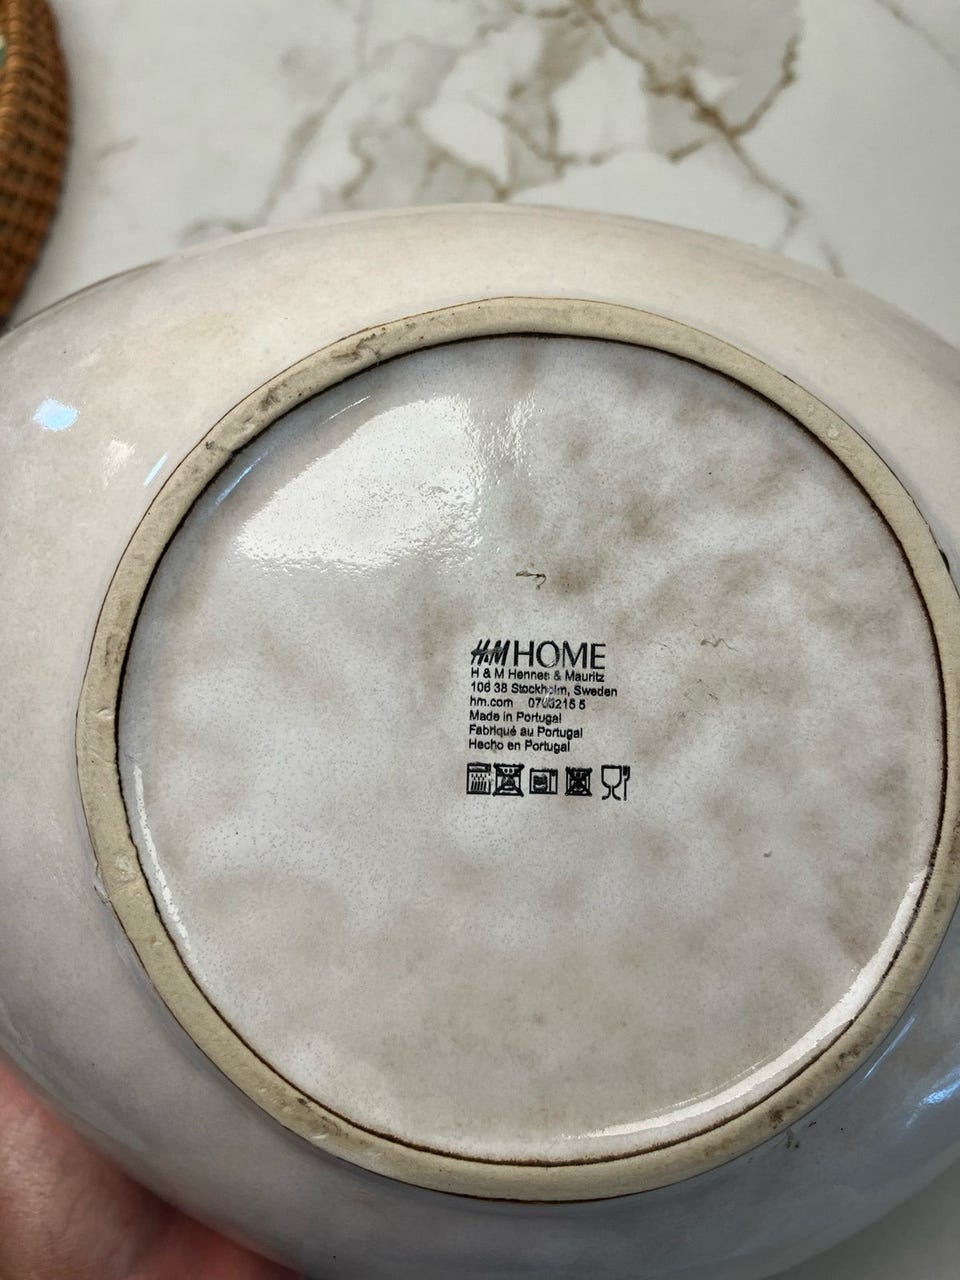 H&M HOME
H & M Hennes & Mauritz
106 38 Stockholm, Sweden
hm.com
Made in Portugal
Fabriqué au Portugal
Hecho en Portugal